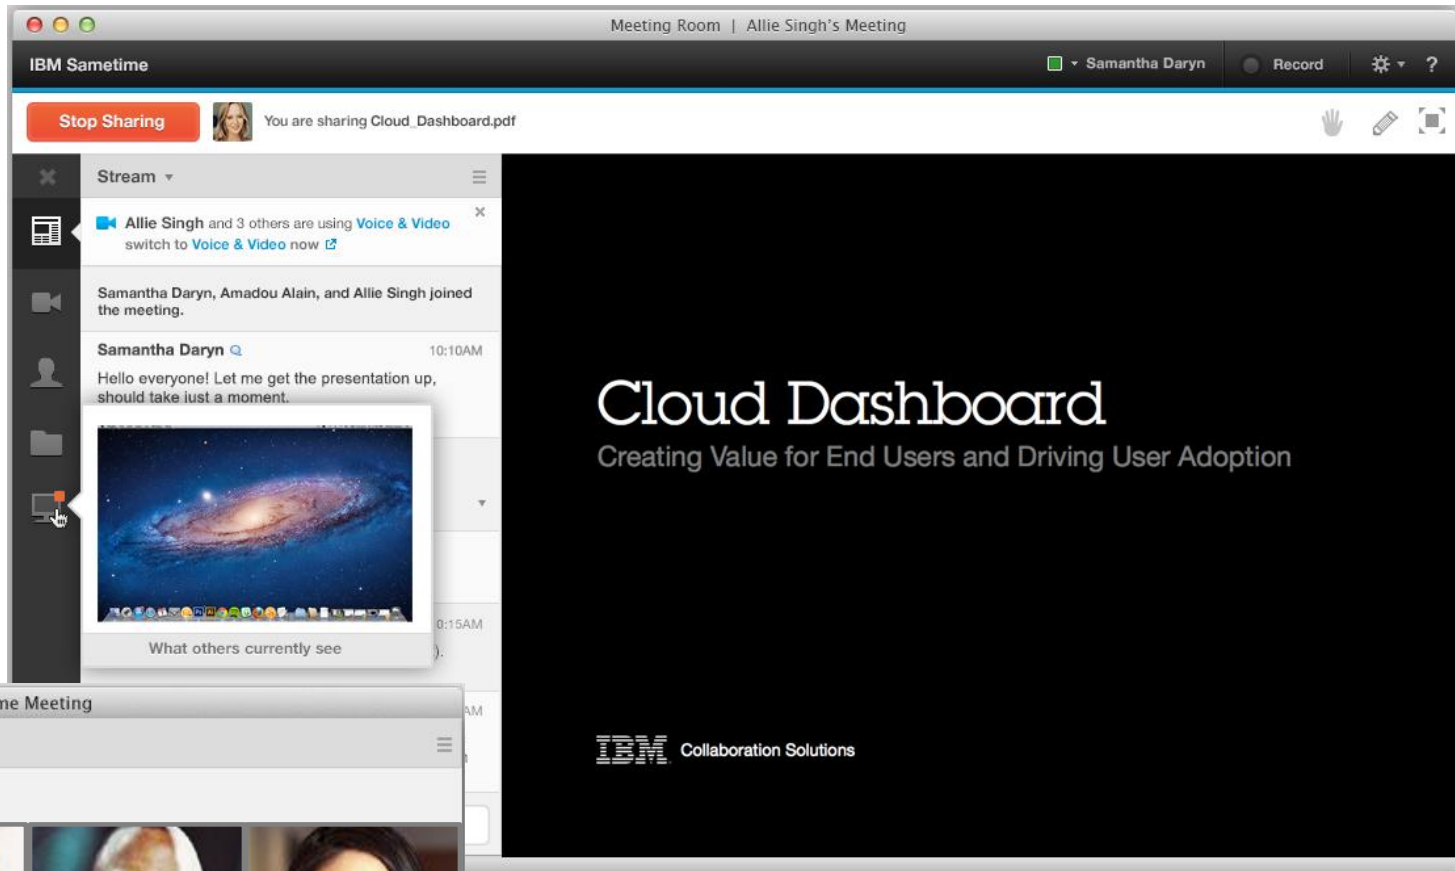 Meeting Room | Allie Singh's Meeting
IBM Sametime
Samantha Daryn
Record
?
Stop Sharing
You are sharing Cloud_Dashboard.pdf
Stream
Allie Singh and 3 others are using Voice & Video
switch to Voice & Video now
Samantha Daryn, Amadou Alain, and Allie Singh joined
the meeting.
Samantha Daryn
10:10AM
Hello everyone! Let me get the presentation up,
should take just a moment.
What others currently see
0:15AM
).
AM
me Meeting
Cloud Dashboard
Creating Value for End Users and Driving User Adoption
IBM Collaboration Solutions